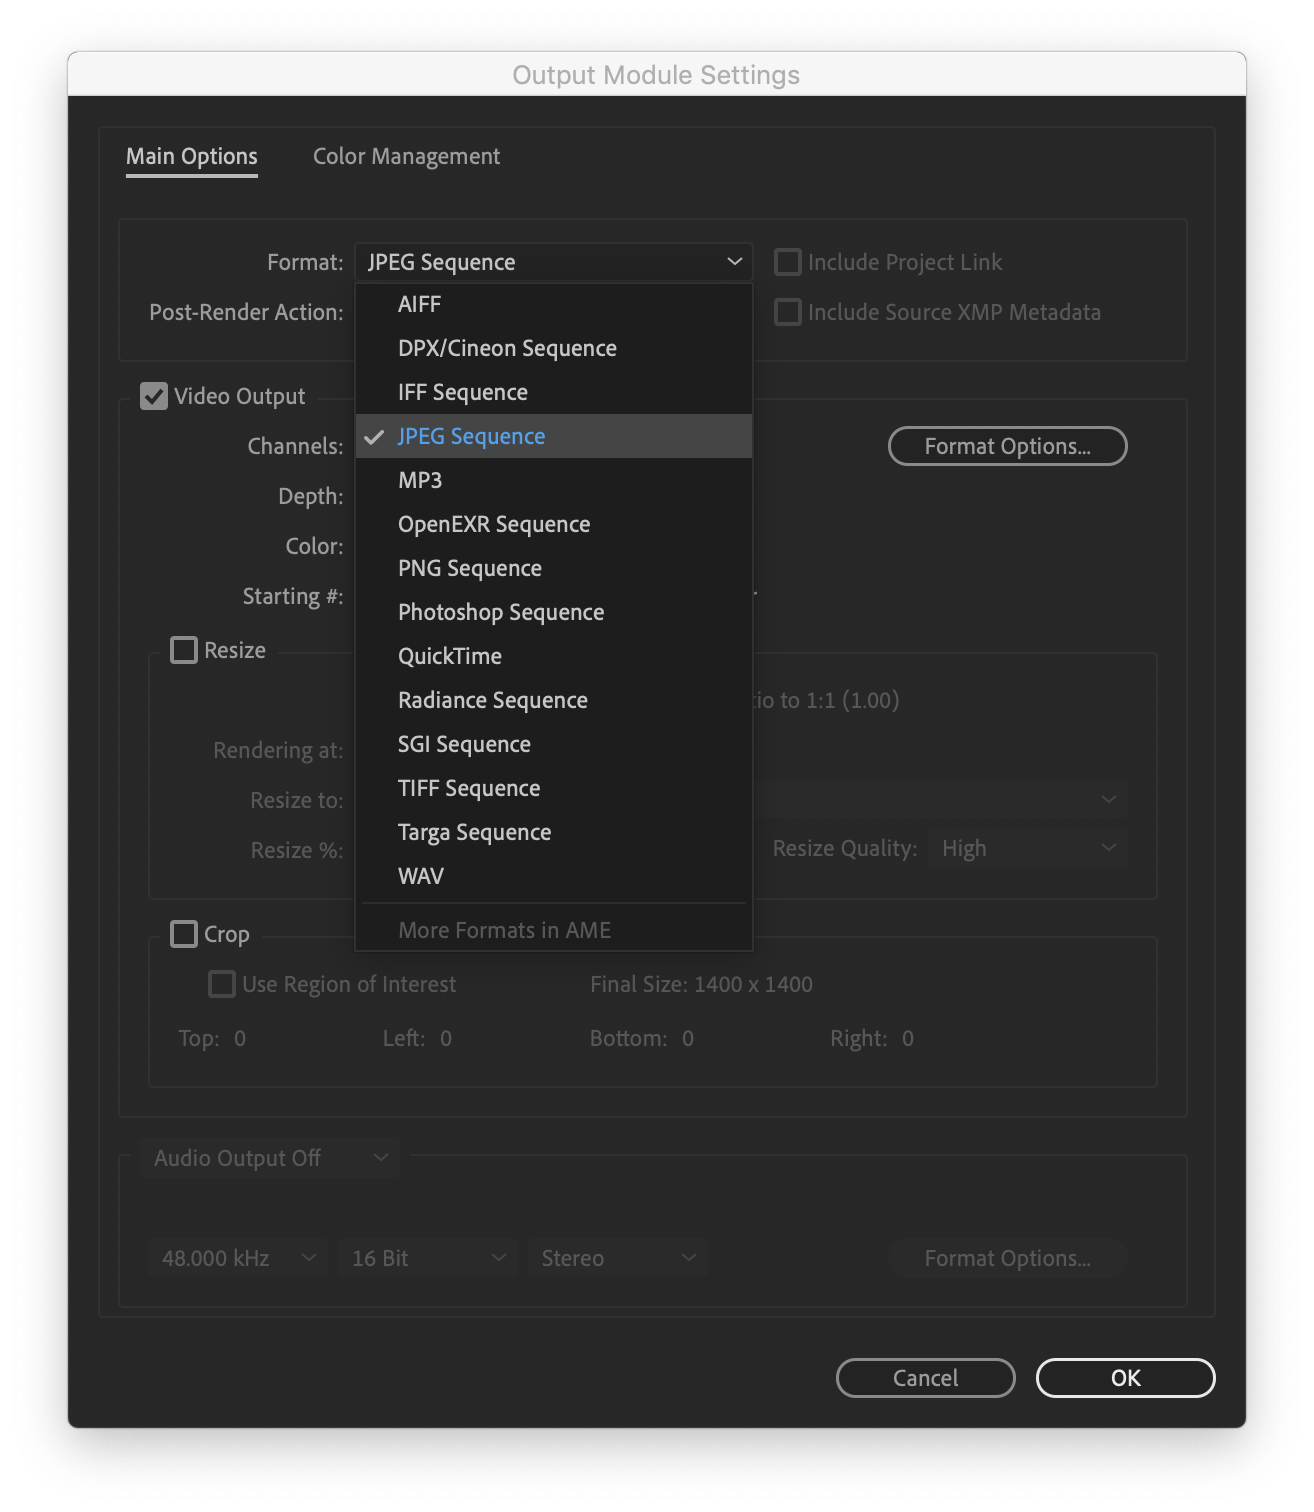 Output Module Settings
Main Options Color Management
Format: JPEG Sequence Include Project Link
AIFF
Post-Render Action: Include Source XMP Metadata
DPX/Cineon Sequence
IFF Sequence
Video Output
JPEG Sequence
Channels: Format Options...
MP3
Depth:
OpenEXR Sequence
Color:
PNG Sequence
Starting #:
Photoshop Sequence
Resize
QuickTime
Radiance Sequence
io to 1:1 (1.00)
Rendering at:
SGI Sequence
TIFF Sequence
Resize to:
Targa Sequence
Resize %: Resize Quality: High
WAV
More Formats in AME
Crop
Use Region of Interest Final Size: 1400 x 1400
Top: 0 Left: 0 Bottom: 0 Right: 0
Audio Output Off
48.000 kHz 16 Bit Stereo Format Options...
Cancel OK